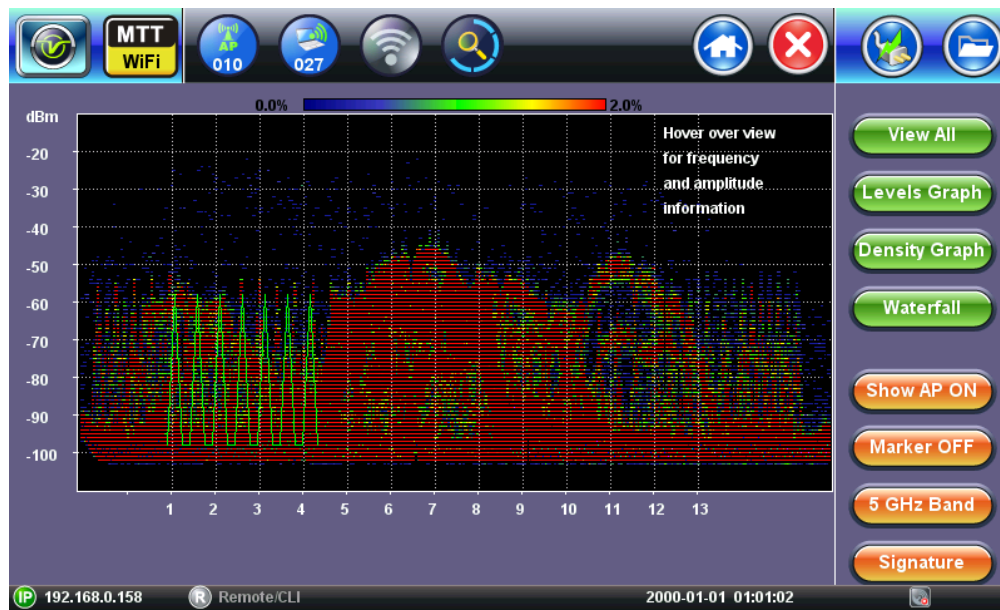 MTT
WiFi
AP
010
027
0.0%
2.0%
dBm
-20
-30
-40
-50
-60
-70
-80
-90
-100
Hover over view
for frequency
and amplitude
information
1 2 3 4 5 6 7 8 9 10 11 12 13
View All
Levels Graph
Density Graph
Waterfall
Show AP ON
Marker OFF
5 GHz Band
Signature
IP 192.168.0.158
R Remote/CLI
2000-01-01 01:01:02